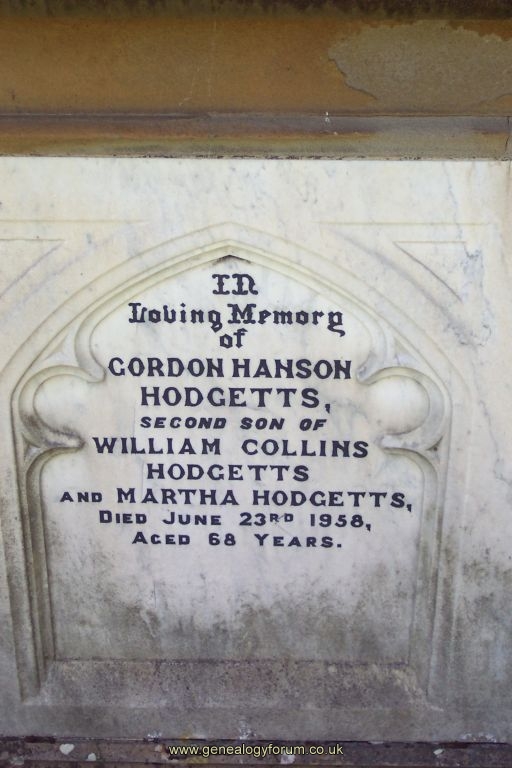 In
Loving Memory
of
GORDON HANSON
HODGETTS,
SECOND SON OF
WILLIAM COLLINS
HODGETTS
AND MARTHA HODGETTS,
DIED JUNE 23RD 1958,
AGED 68 YEARS.
www.genealogyforum.co.uk